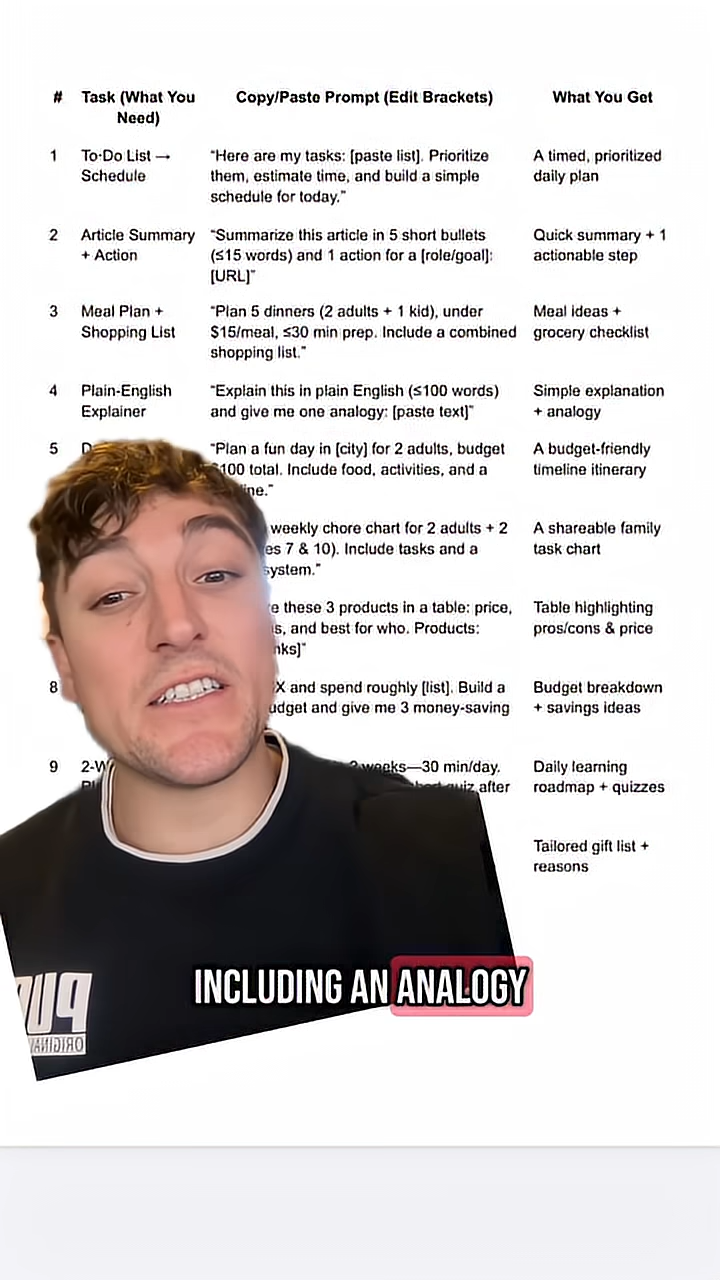 # Task (What You Need) Copy/Paste Prompt (Edit Brackets) What You Get
1 To-Do List → Schedule
"Here are my tasks: [paste list]. Prioritize
them, estimate time, and build a simple
schedule for today."
A timed, prioritized
daily plan
2 Article Summary
+ Action
"Summarize this article in 5 short bullets
(≤15 words) and 1 action for a [role/goal]:
[URL]"
Quick summary + 1
actionable step
3 Meal Plan +
Shopping List
"Plan 5 dinners (2 adults + 1 kid), under
$15/meal, ≤30 min prep. Include a combined
shopping list."
Meal ideas +
grocery checklist
4 Plain-English
Explainer
"Explain this in plain English (≤100 words)
and give me one analogy: [paste text]"
Simple explanation
+ analogy
5
"Plan a fun day in [city] for 2 adults, budget
100 total. Include food, activities, and a
A budget-friendly
timeline itinerary
weekly chore chart for 2 adults + 2
7 & 10). Include tasks and a
A shareable family
task chart
these 3 products in a table: price,
and best for who. Products:
Table highlighting
pros/cons & price
8
X and spend roughly [list]. Build a
and give me 3 money-saving
Budget breakdown
+ savings ideas
9
weeks—30 min/day.
quiz after
Daily learning
roadmap + quizzes
Tailored gift list +
reasons
INCLUDING AN ANALOGY
ORIGINA